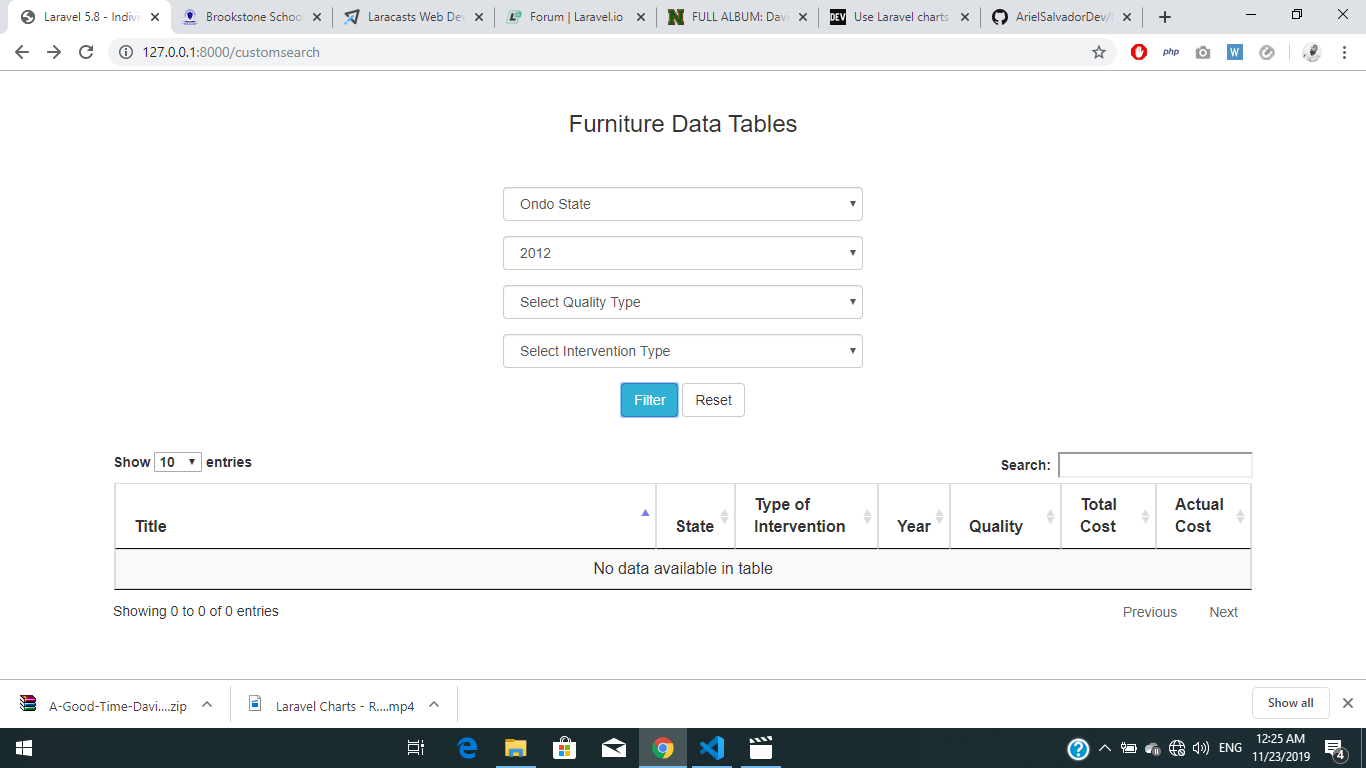 Laravel 5.8 - Indivi
Brookstone Schoo
Laracasts Web Dev
Forum | Laravel.io
FULL ALBUM: Davi
DEV
Use Laravel charts
ArielSalvadorDev/l
127.0.0.1:8000/customsearch
php
W
Furniture Data Tables
Ondo State
2012
Select Quality Type
Select Intervention Type
Filter Reset
Show 10 entries
Search:
Title State Type of Intervention Year Quality Total Cost Actual Cost
No data available in table
Showing 0 to 0 of 0 entries
Previous Next
A-Good-Time-Davi....zip
Laravel Charts - R....mp4
Show all
ENG
12:25 AM
11/23/2019
4